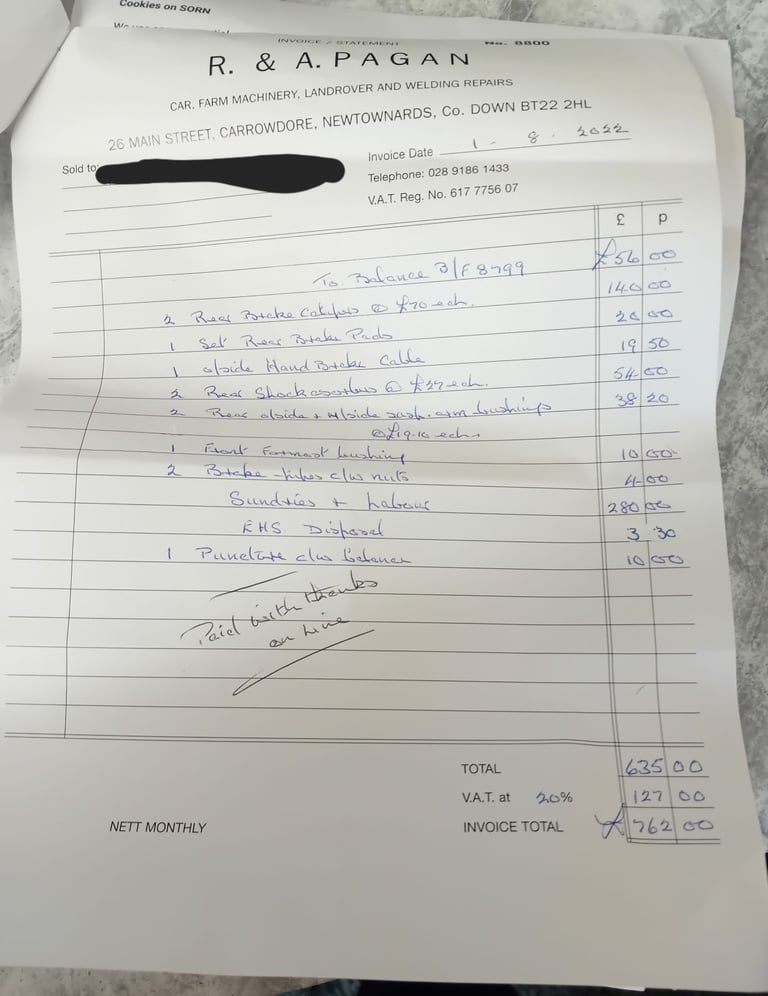 Cookies on SORN
INVOICE / STATEMENT No. 8800
R. & A. PAGAN
CAR, FARM MACHINERY, LANDROVER AND WELDING REPAIRS
26 MAIN STREET, CARROWDORE, NEWTOWNARDS, Co. DOWN BT22 2HL
Sold to:
Invoice Date 1 - 8 . 2022
Telephone: 028 9186 1433
V.A.T. Reg. No. 617 7756 07
£ p
To Balance B/F 8799 £56 00
2 Rear Brake Calipers @ £70 each. 140 00
1 Set Rear Brake Pads 20 00
1 o/side Hand Brake Cable 19 50
2 Rear Shock @ £27 each. 54 00
2 Rear o/side + N/side arm bushings 38 20
@ £19.10 each
1 Front bushing 10 00
2 Brake c/w nuts 4 00
Sundries + Labour 280 00
EHS Disposal 3 30
1 Puncture c/w balance 10 00
Paid with thanks
on line
TOTAL 635 00
V.A.T. at 20% 127 00
NETT MONTHLY INVOICE TOTAL £762 00